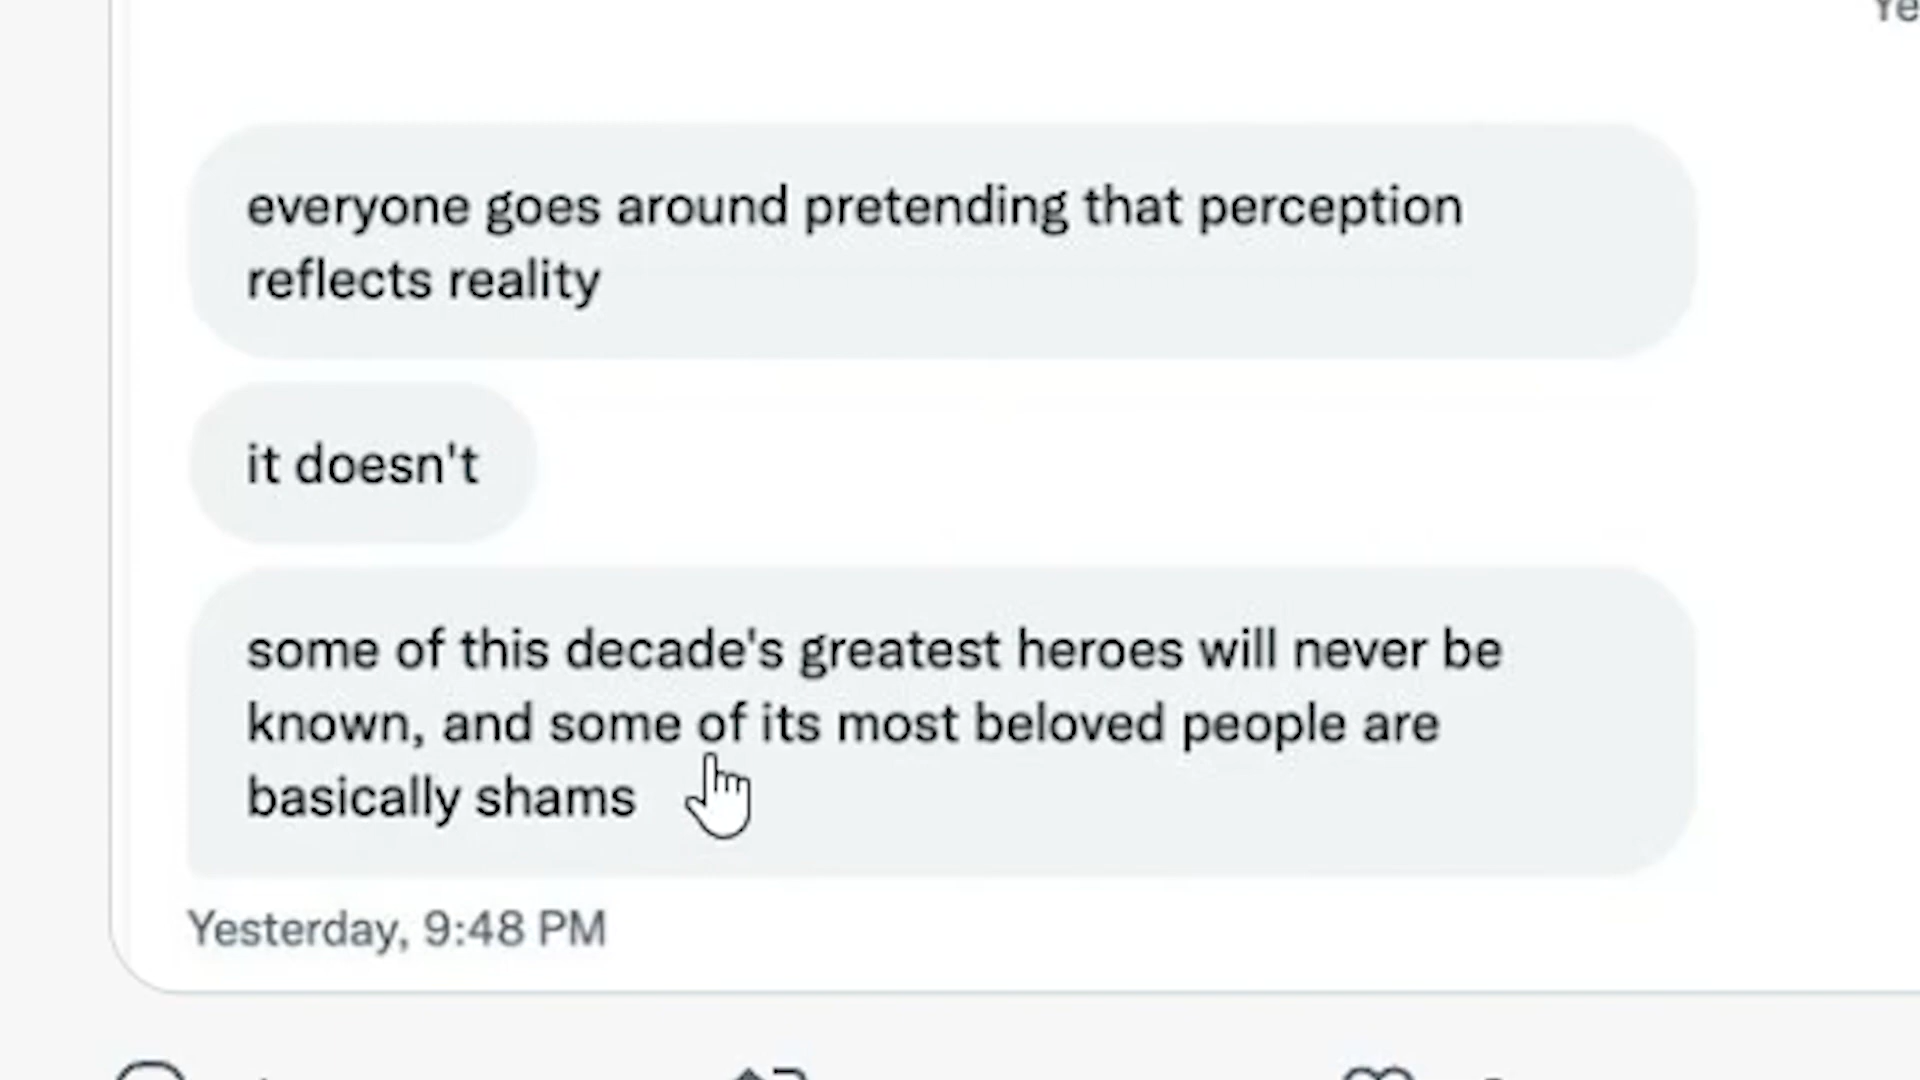 everyone goes around pretending that perception
reflects reality
it doesn't
some of this decade's greatest heroes will never be
known, and some of its most beloved people are
basically shams
Yesterday, 9:48 PM